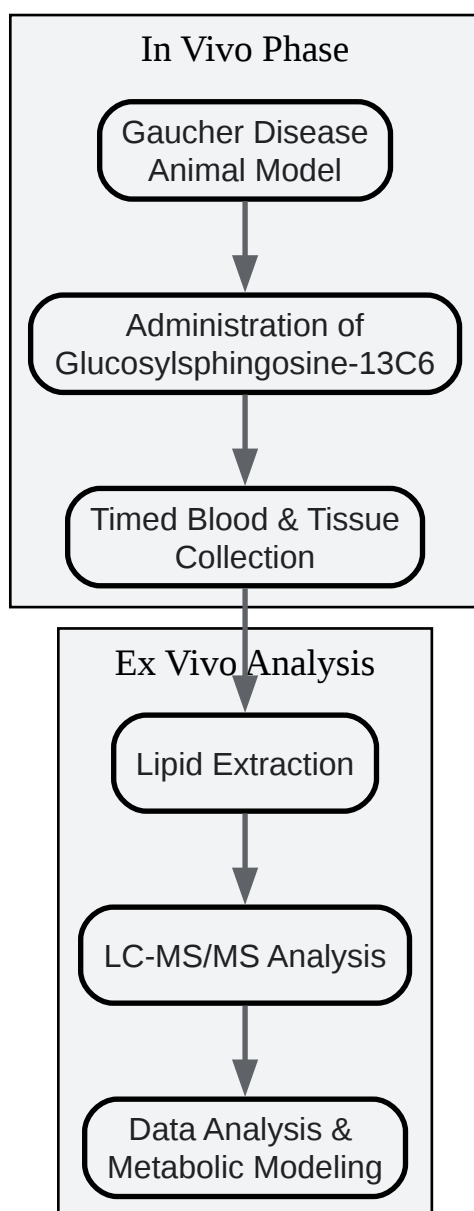 In Vivo Phase
Gaucher Disease
Animal Model
Administration of
Glucosylsphingosine-13C6
Timed Blood & Tissue
Collection
Ex Vivo Analysis
Lipid Extraction
LC-MS/MS Analysis
Data Analysis &
Metabolic Modeling